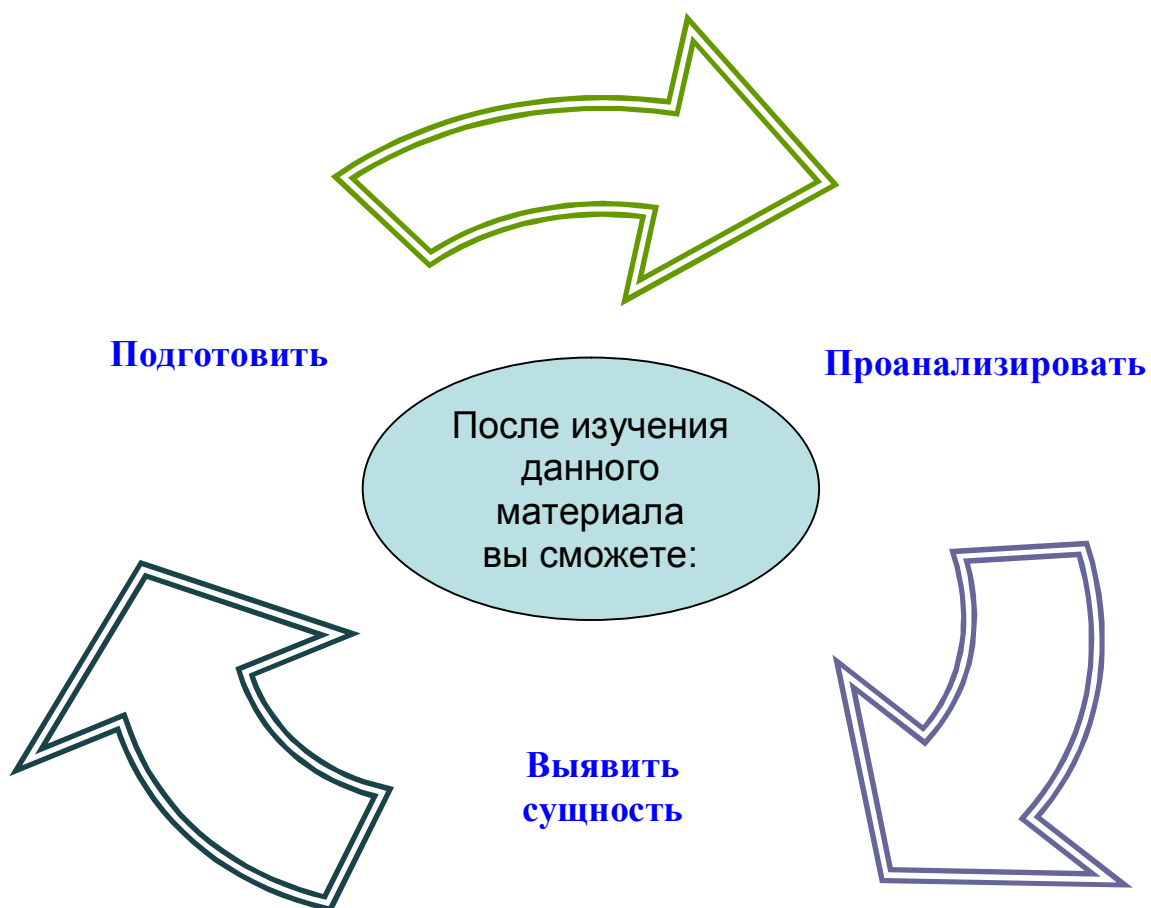 Подготовить
Проанализировать
После изучения
данного
материала
вы сможете:
Выявить
сущность